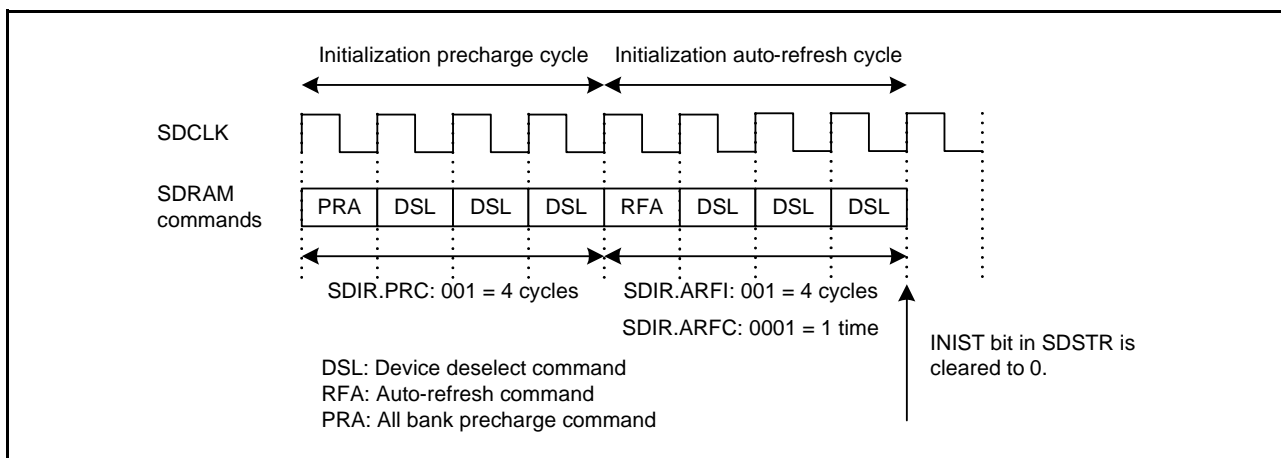 Initialization precharge cycle Initialization auto-refresh cycle
SDCLK
SDRAM
commands
PRA DSL DSL DSL RFA DSL DSL DSL
SDIR.PRC: 001 = 4 cycles SDIR.ARFI: 001 = 4 cycles
SDIR.ARFC: 0001 = 1 time
INIST bit in SDSTR is
cleared to 0.
DSL: Device deselect command
RFA: Auto-refresh command
PRA: All bank precharge command